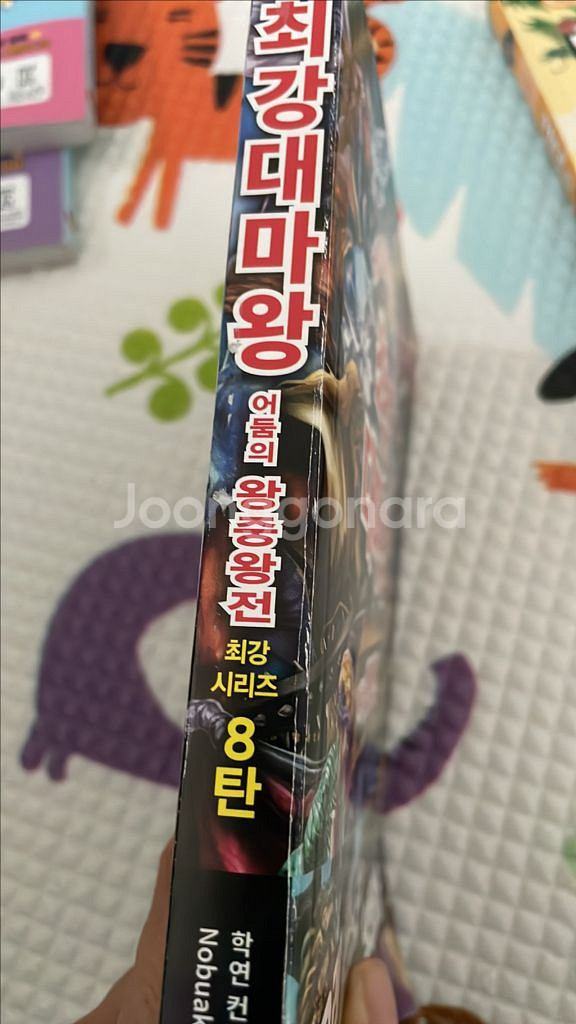 최강대마왕
어둠의
왕중왕전
최강
시리즈
8탄
학연 컨
Nobuak
Joonggonara